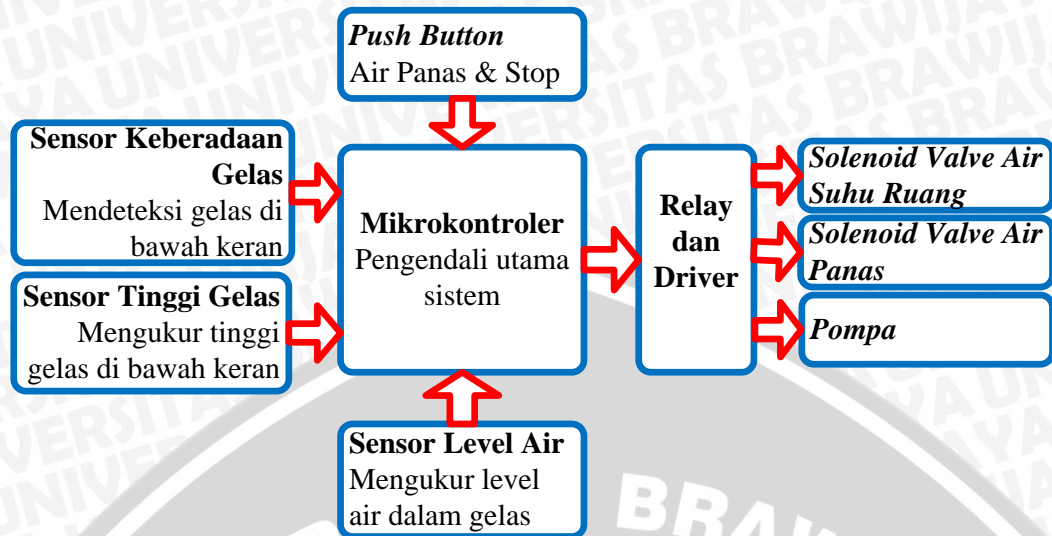 Push Button
Air Panas & Stop
Sensor Keberadaan
Gelas
Mendeteksi gelas di
bawah keran
Sensor Tinggi Gelas
Mengukur tinggi
gelas di bawah keran
Mikrokontroler
Pengendali utama
sistem
Relay
dan
Driver
Solenoid Valve Air
Suhu Ruang
Solenoid Valve Air
Panas
Pompa
Sensor Level Air
Mengukur level
air dalam gelas